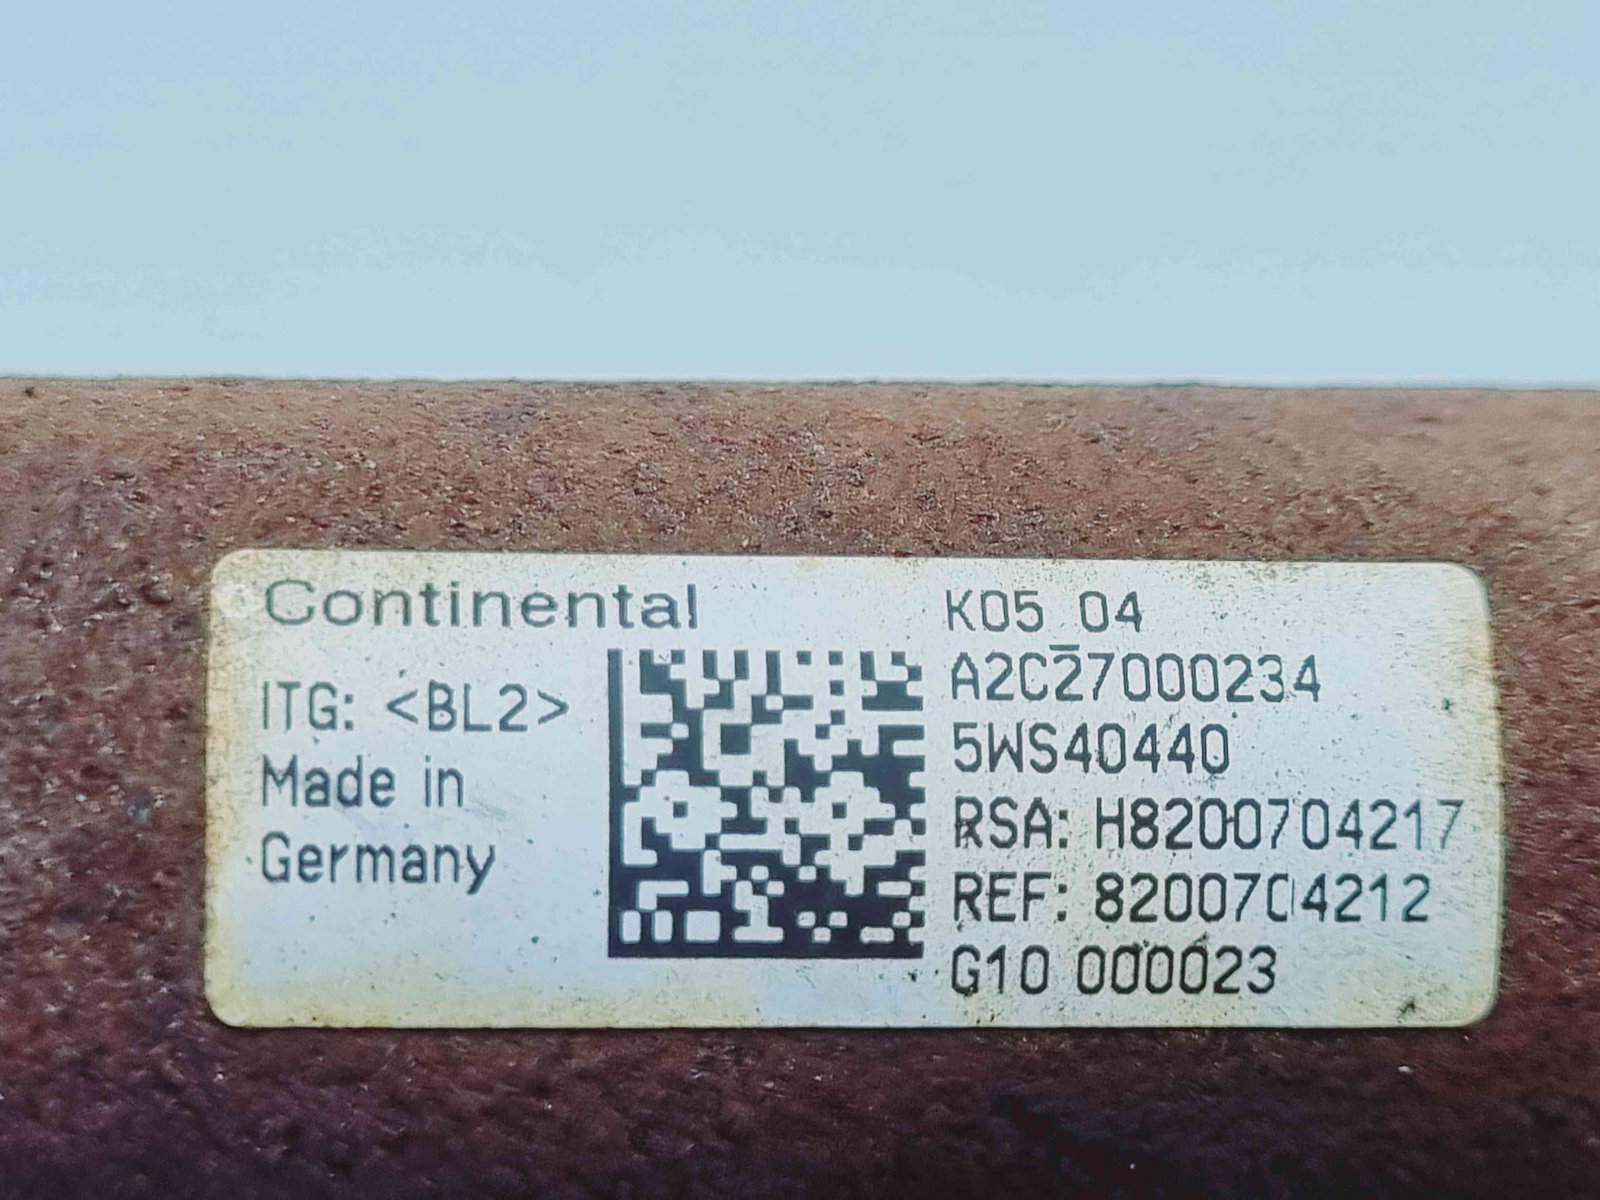 Continental
ITG: <BL2>
Made in
Germany
K05 04
A2C27000234
5WS40440
RSA: H8200704217
REF: 8200704212
G10 000023